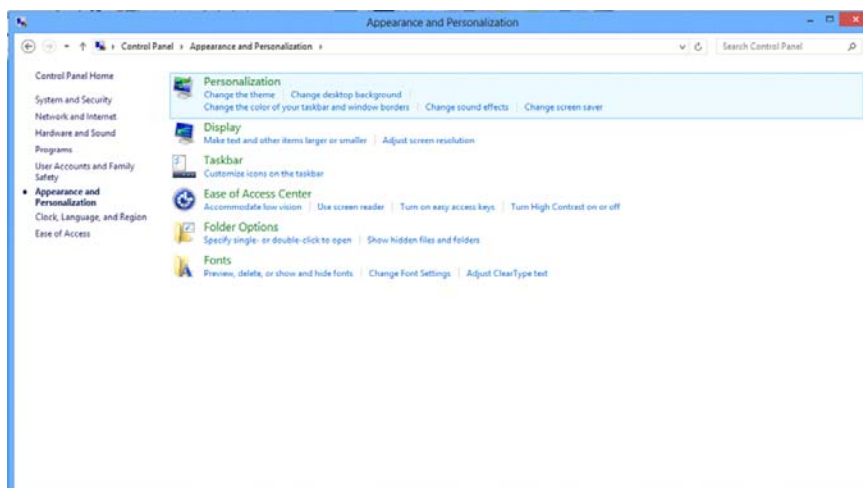 Appearance and Personalization
Control Panel Appearance and Personalization
Search Control Panel
Control Panel Home
System and Security
Network and Internet
Hardware and Sound
Programs
User Accounts and Family
Safety
Appearance and
Personalization
Clock, Language, and Region
Ease of Access
Personalization
Change the theme Change desktop background
Change the color of your taskbar and window borders Change sound effects Change screen saver
Display
Make text and other items larger or smaller Adjust screen resolution
Taskbar
Customize icons on the taskbar
Ease of Access Center
Accommodate low vision Use screen reader Turn on easy access keys Turn High Contrast on or off
Folder Options
Specify single- or double-click to open Show hidden files and folders
Fonts
Preview, delete, or show and hide fonts Change Font Settings Adjust ClearType text